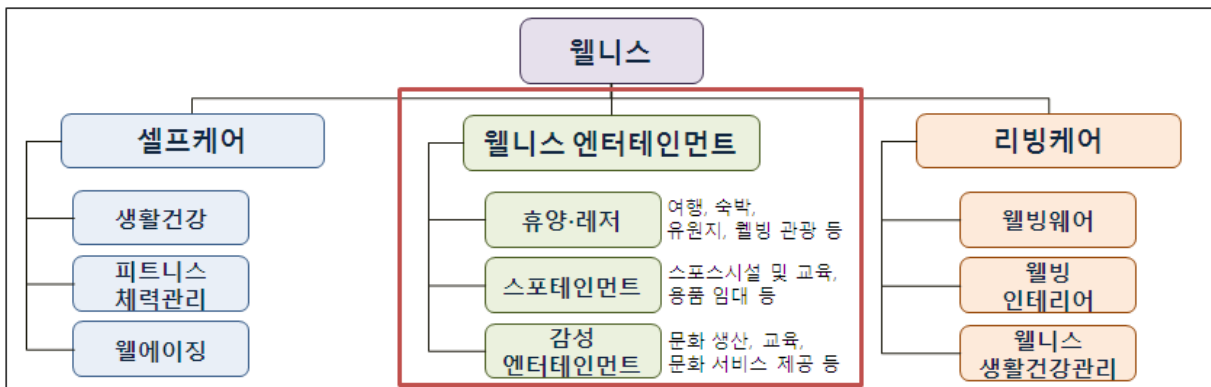 웰니스
셀프케어
생활건강
피트니스
체력관리
웰에이징
웰니스 엔터테인먼트
휴양·레저
여행, 숙박,
유원지, 웰빙 관광 등
스포테인먼트
스포스시설 및 교육,
용품 임대 등
감성
엔터테인먼트
문화 생산, 교육,
문화 서비스 제공 등
리빙케어
웰빙웨어
웰빙
인테리어
웰니스
생활건강관리